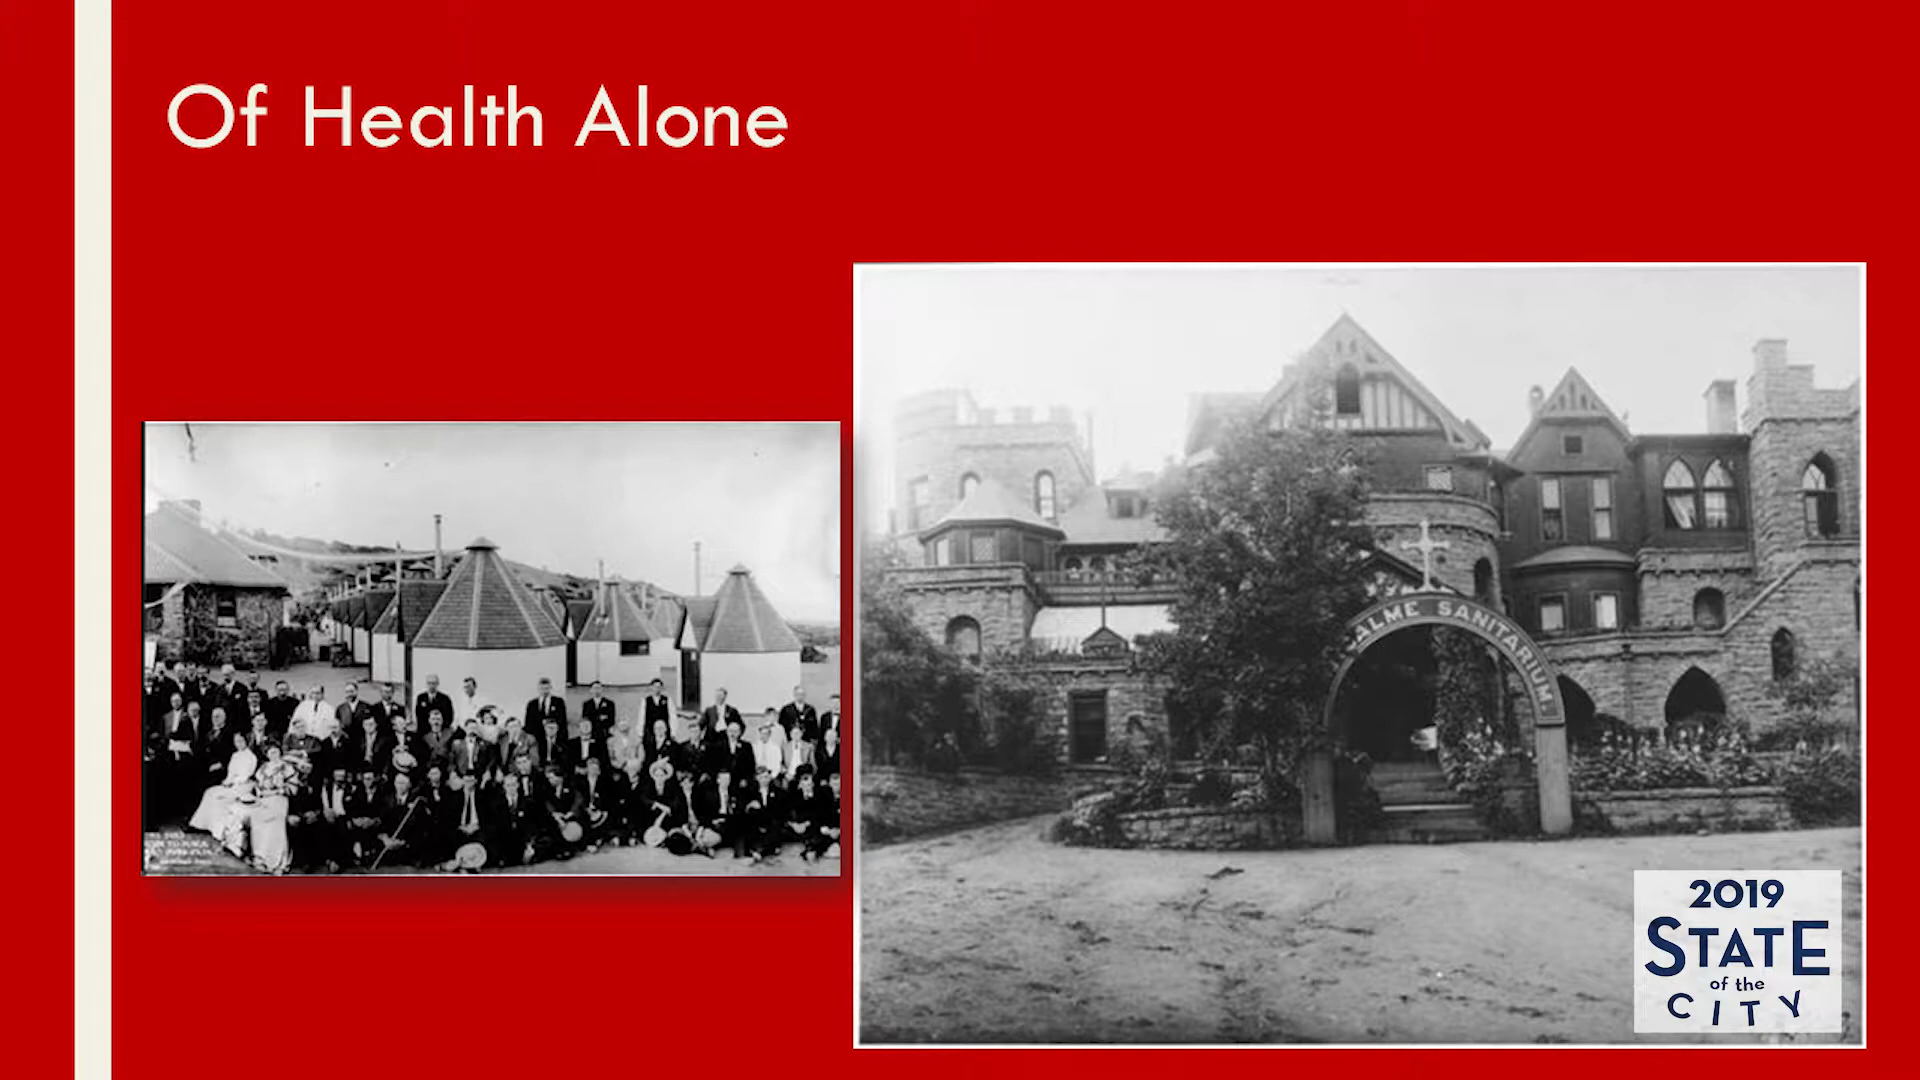 Of Health Alone
ALME SANITARIUM
2019
STATE
of the
CITY